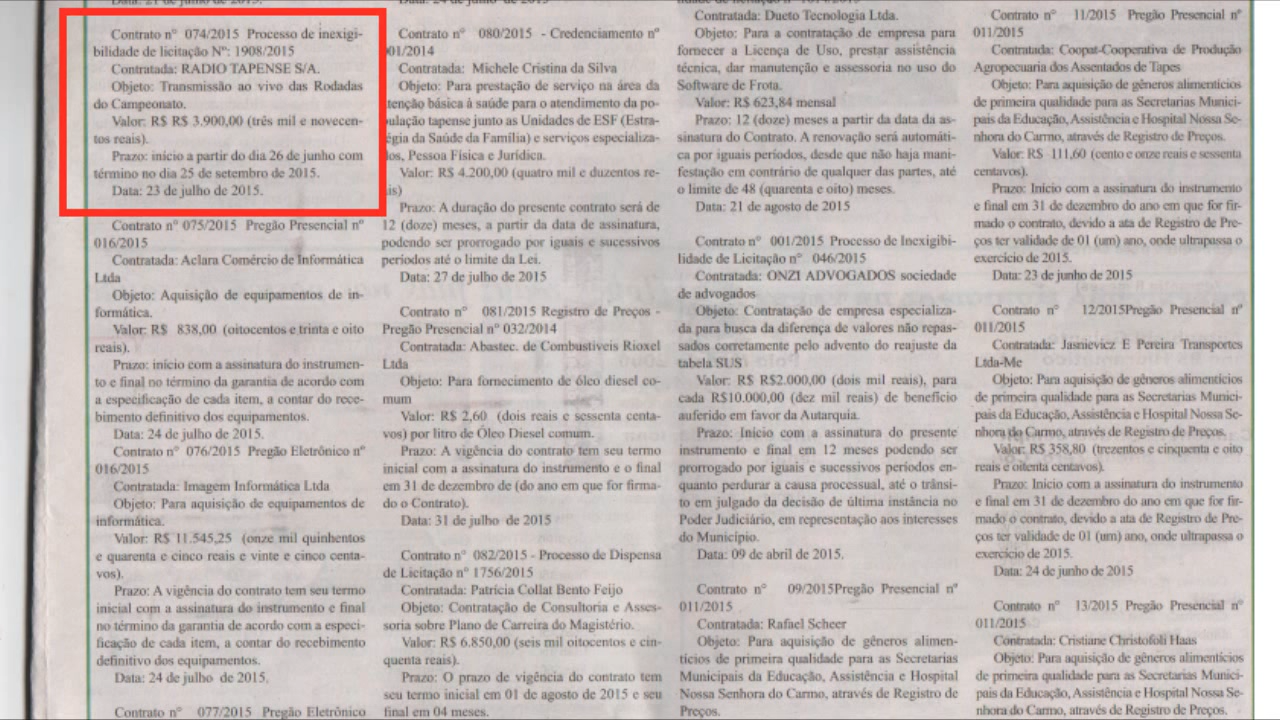 Data: 21 de julho de 2015.
Contrato nº 074/2015 Processo de inexigi-
bilidade de licitação Nº: 1908/2015
Contratada: RADIO TAPENSE S/A.
Objeto: Transmissão ao vivo das Rodadas
do Campeonato.
Valor: R$ R$ 3.900,00 (três mil e novecen-
tos reais).
Prazo: início a partir do dia 26 de junho com
término no dia 25 de setembro de 2015.
Data: 23 de julho de 2015.
Contrato nº 075/2015 Pregão Presencial nº
016/2015
Contratada: Aclara Comércio de Informática
Ltda
Objeto: Aquisição de equipamentos de in-
formática.
Valor: R$ 838,00 (oitocentos e trinta e oito
reais).
Prazo: início com a assinatura do instrumen-
to e final no término da garantia de acordo com
a especificação de cada item, a contar do rece-
bimento definitivo dos equipamentos.
Data: 24 de julho de 2015.
Contrato nº 076/2015 Pregão Eletrônico nº
016/2015
Contratada: Imagem Informática Ltda
Objeto: Para aquisição de equipamentos de
informática.
Valor: R$ 11.545,25 (onze mil quinhentos
e quarenta e cinco reais e vinte e cinco centa-
vos).
Prazo: A vigência do contrato tem seu termo
inicial com a assinatura do instrumento e final
no término da garantia de acordo com a especi-
ficação de cada item, a contar do recebimento
definitivo dos equipamentos.
Data: 24 de julho de 2015.
Contrato nº 077/2015 Pregão Eletrônico
Contrato nº 080/2015 - Credenciamento nº
001/2014
Contratada: Michele Cristina da Silva
Objeto: Para prestação de serviço na área da
tenção básica à saúde para o atendimento da po-
ulação tapense junto as Unidades de ESF (Estra-
égia da Saúde da Família) e serviços especializa-
los, Pessoa Física e Jurídica.
Valor: R$ 4.200,00 (quatro mil e duzentos re-
ais)
Prazo: A duração do presente contrato será de
12 (doze) meses, a partir da data de assinatura,
podendo ser prorrogado por iguais e sucessivos
períodos até o limite da Lei.
Data: 27 de julho de 2015
Contrato nº 081/2015 Registro de Preços -
Pregão Presencial nº 032/2014
Contratada: Abastec. de Combustíveis Rioxel
Ltda
Objeto: Para fornecimento de óleo diesel co-
mum
Valor: R$ 2,60 (dois reais e sessenta centa-
vos) por litro de Óleo Diesel comum.
Prazo: A vigência do contrato tem seu termo
inicial com a assinatura do instrumento e o final
em 31 de dezembro de (do ano em que for firma-
do o Contrato).
Data: 31 de julho de 2015
Contrato nº 082/2015 - Processo de Dispensa
de Licitação nº 1756/2015
Contratada: Patrícia Collat Bento Feijo
Objeto: Contratação de Consultoria e Asses-
soria sobre Plano de Carreira do Magistério.
Valor: R$ 6.850,00 (seis mil oitocentos e cin-
quenta reais).
Prazo: O prazo de vigência do contrato tem
seu termo inicial em 01 de agosto de 2015 e seu
final em 04 meses.
Contratada: Dueto Tecnologia Ltda.
Objeto: Para a contratação de empresa para
fornecer a Licença de Uso, prestar assistência
técnica, dar manutenção e assessoria no uso do
Software de Frota.
Valor: R$ 623,84 mensal
Prazo: 12 (doze) meses a partir da data da as-
sinatura do Contrato. A renovação será automáti-
ca por iguais períodos, desde que não haja mani-
festação em contrário de qualquer das partes, até
o limite de 48 (quarenta e oito) meses.
Data: 21 de agosto de 2015
Contrato nº 001/2015 Processo de Inexigibi-
lidade de Licitação nº 046/2015
Contratada: ONZI ADVOGADOS sociedade
de advogados
Objeto: Contratação de empresa especializa-
da para busca da diferença de valores não repas-
sados corretamente pelo advento do reajuste da
tabela SUS
Valor: R$ R$2.000,00 (dois mil reais), para
cada R$10.000,00 (dez mil reais) de benefício
auferido em favor da Autarquia.
Prazo: Início com a assinatura do presente
instrumento e final em 12 meses podendo ser
prorrogado por iguais e sucessivos períodos en-
quanto perdurar a causa processual, até o trânsi-
to em julgado da decisão de última instância no
Poder Judiciário, em representação aos interesses
do Município.
Data: 09 de abril de 2015.
Contrato nº 09/2015Pregão Presencial nº
011/2015
Contratada: Rafael Scheer
Objeto: Para aquisição de gêneros alimen-
tícios de primeira qualidade para as Secretarias
Municipais da Educação, Assistência e Hospital
Nossa Senhora do Carmo, através de Registro de
Preços.
Contrato nº 11/2015 Pregão Presencial nº
011/2015
Contratada: Coopat-Cooperativa de Produção
Agropecuaria dos Assentados de Tapes
Objeto: Para aquisição de gêneros alimentícios
de primeira qualidade para as Secretarias Munici-
pais da Educação, Assistência e Hospital Nossa Se-
nhora do Carmo, através de Registro de Preços.
Valor: R$ 111,60 (cento e onze reais e sessenta
centavos).
Prazo: Início com a assinatura do instrumento
e final em 31 de dezembro do ano em que for fir-
mado o contrato, devido a ata de Registro de Pre-
ços ter validade de 01 (um) ano, onde ultrapassa o
exercício de 2015.
Data: 23 de junho de 2015
Contrato nº 12/2015Pregão Presencial nº
011/2015
Contratada: Jasnievicz E Pereira Transportes
Ltda-Me
Objeto: Para aquisição de gêneros alimentícios
de primeira qualidade para as Secretarias Munici-
pais da Educação, Assistência e Hospital Nossa Se-
nhora do Carmo, através de Registro de Preços.
Valor: R$ 358,80 (trezentos e cinquenta e oito
reais e oitenta centavos).
Prazo: Início com a assinatura do instrumento
e final em 31 de dezembro do ano em que for fir-
mado o contrato, devido a ata de Registro de Pre-
ços ter validade de 01 (um) ano, onde ultrapassa o
exercício de 2015.
Data: 24 de junho de 2015
Contrato nº 13/2015 Pregão Presencial nº
011/2015
Contratada: Cristiane Christofoli Haas
Objeto: Para aquisição de gêneros alimentícios
de primeira qualidade para as Secretarias Munici-
pais da Educação, Assistência e Hospital Nossa Se-
nhora do Carmo, através de Registro de Preços.